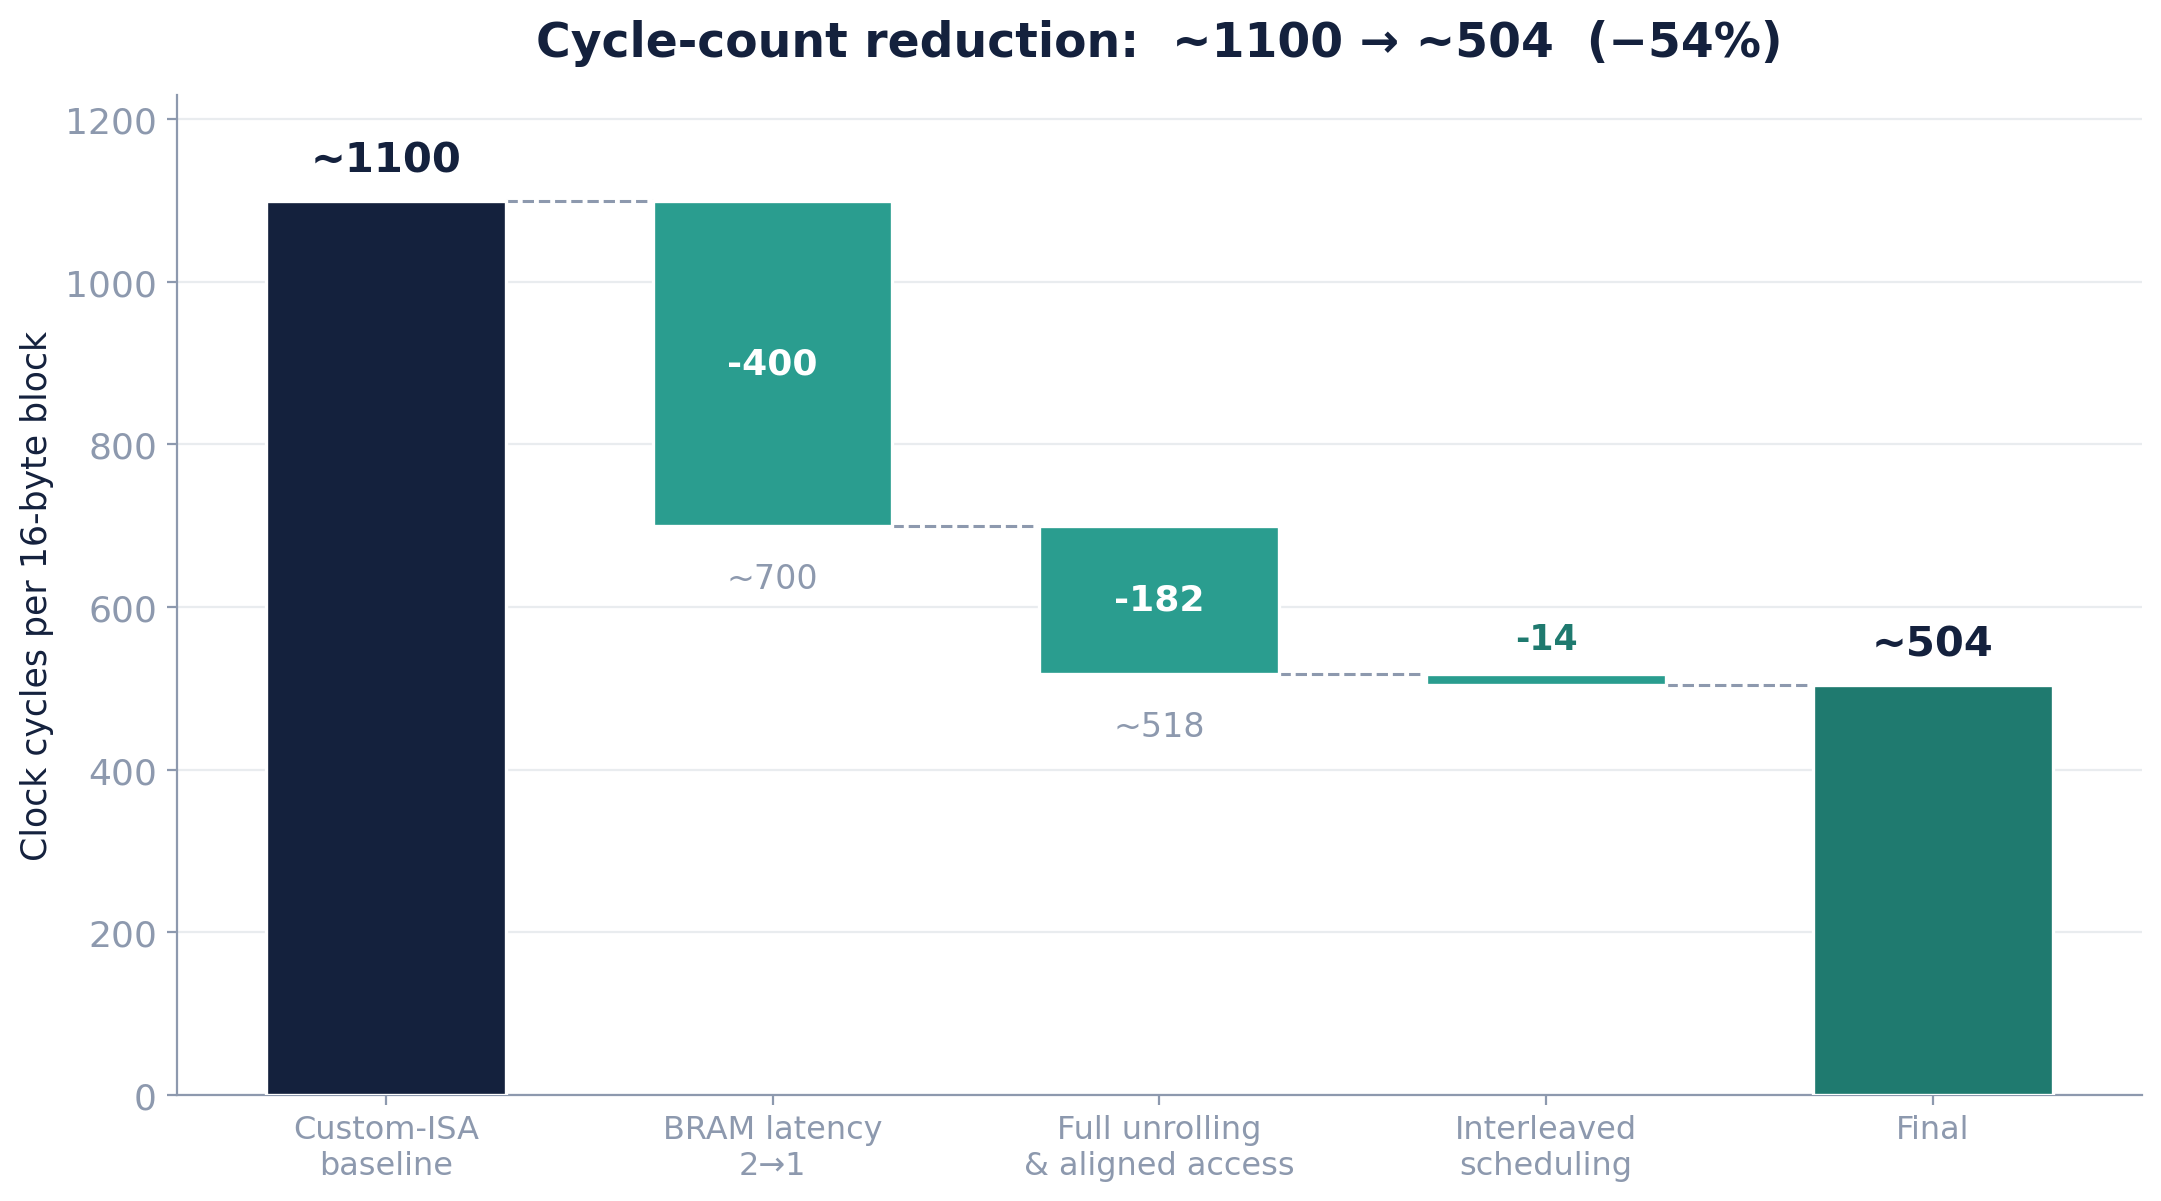 Cycle-count reduction: ~1100 → ~504 (−54%)
Clock cycles per 16-byte block
1200
1000
800
600
400
200
0
~1100
-400
~700
-182
~518
-14
~504
Custom-ISA
baseline
BRAM latency
2→1
Full unrolling
& aligned access
Interleaved
scheduling
Final